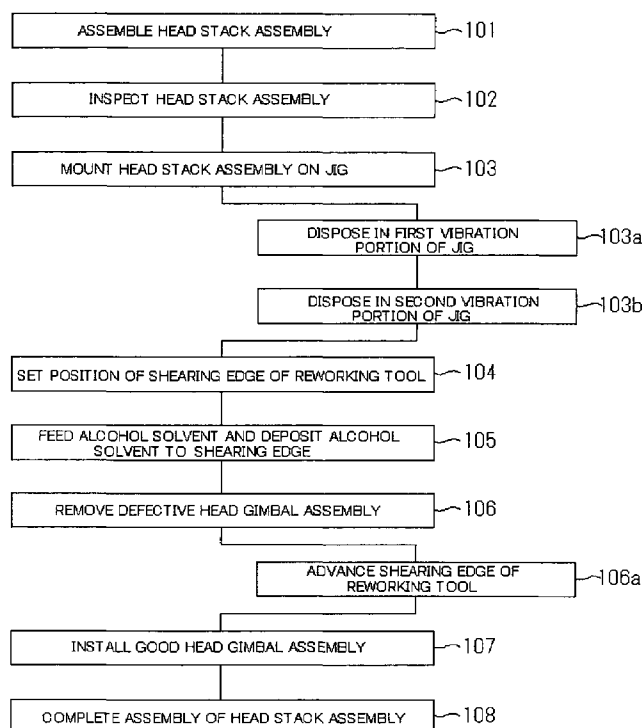 ASSEMBLE HEAD STACK ASSEMBLY 101
INSPECT HEAD STACK ASSEMBLY 102
MOUNT HEAD STACK ASSEMBLY ON JIG 103
DISPOSE IN FIRST VIBRATION
PORTION OF JIG 103a
DISPOSE IN SECOND VIBRATION
PORTION OF JIG 103b
SET POSITION OF SHEARING EDGE OF REWORKING TOOL 104
FEED ALCOHOL SOLVENT AND DEPOSIT ALCOHOL
SOLVENT TO SHEARING EDGE 105
REMOVE DEFECTIVE HEAD GIMBAL ASSEMBLY 106
ADVANCE SHEARING EDGE OF
REWORKING TOOL 106a
INSTALL GOOD HEAD GIMBAL ASSEMBLY 107
COMPLETE ASSEMBLY OF HEAD STACK ASSEMBLY 108